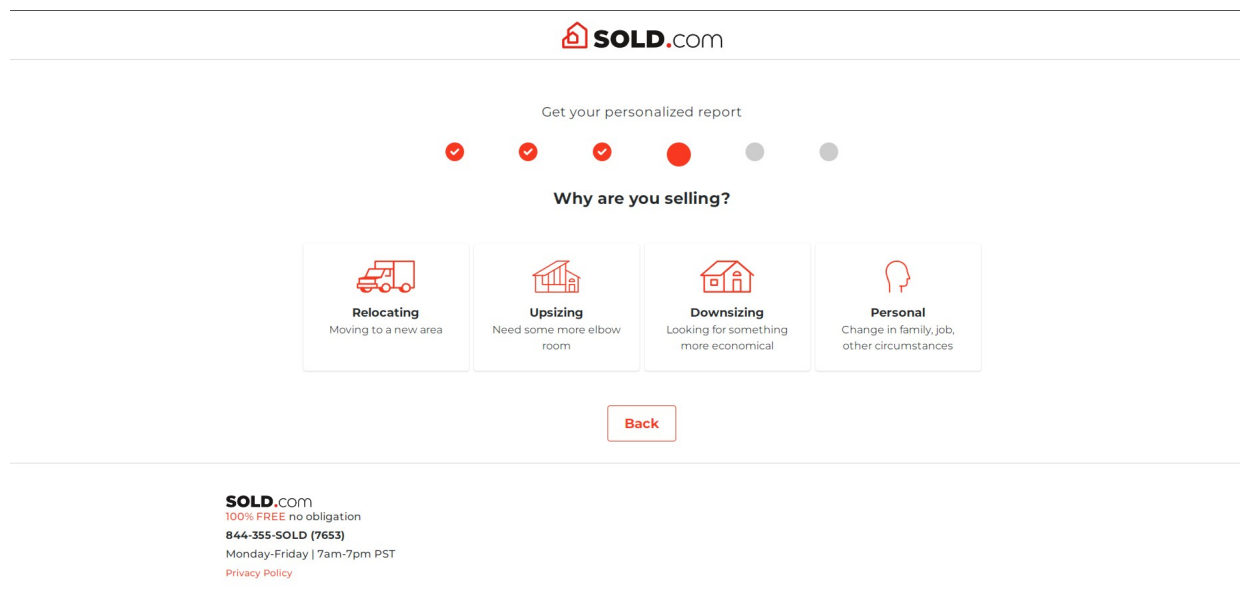 SOLD.com
Get your personalized report
Why are you selling?
Relocating
Moving to a new area
Upsizing
Need some more elbow
room
Downsizing
Looking for something
more economical
Personal
Change in family, job,
other circumstances
Back
SOLD.com
100% FREE no obligation
844-355-SOLD (7653)
Monday-Friday | 7am-7pm PST
Privacy Policy